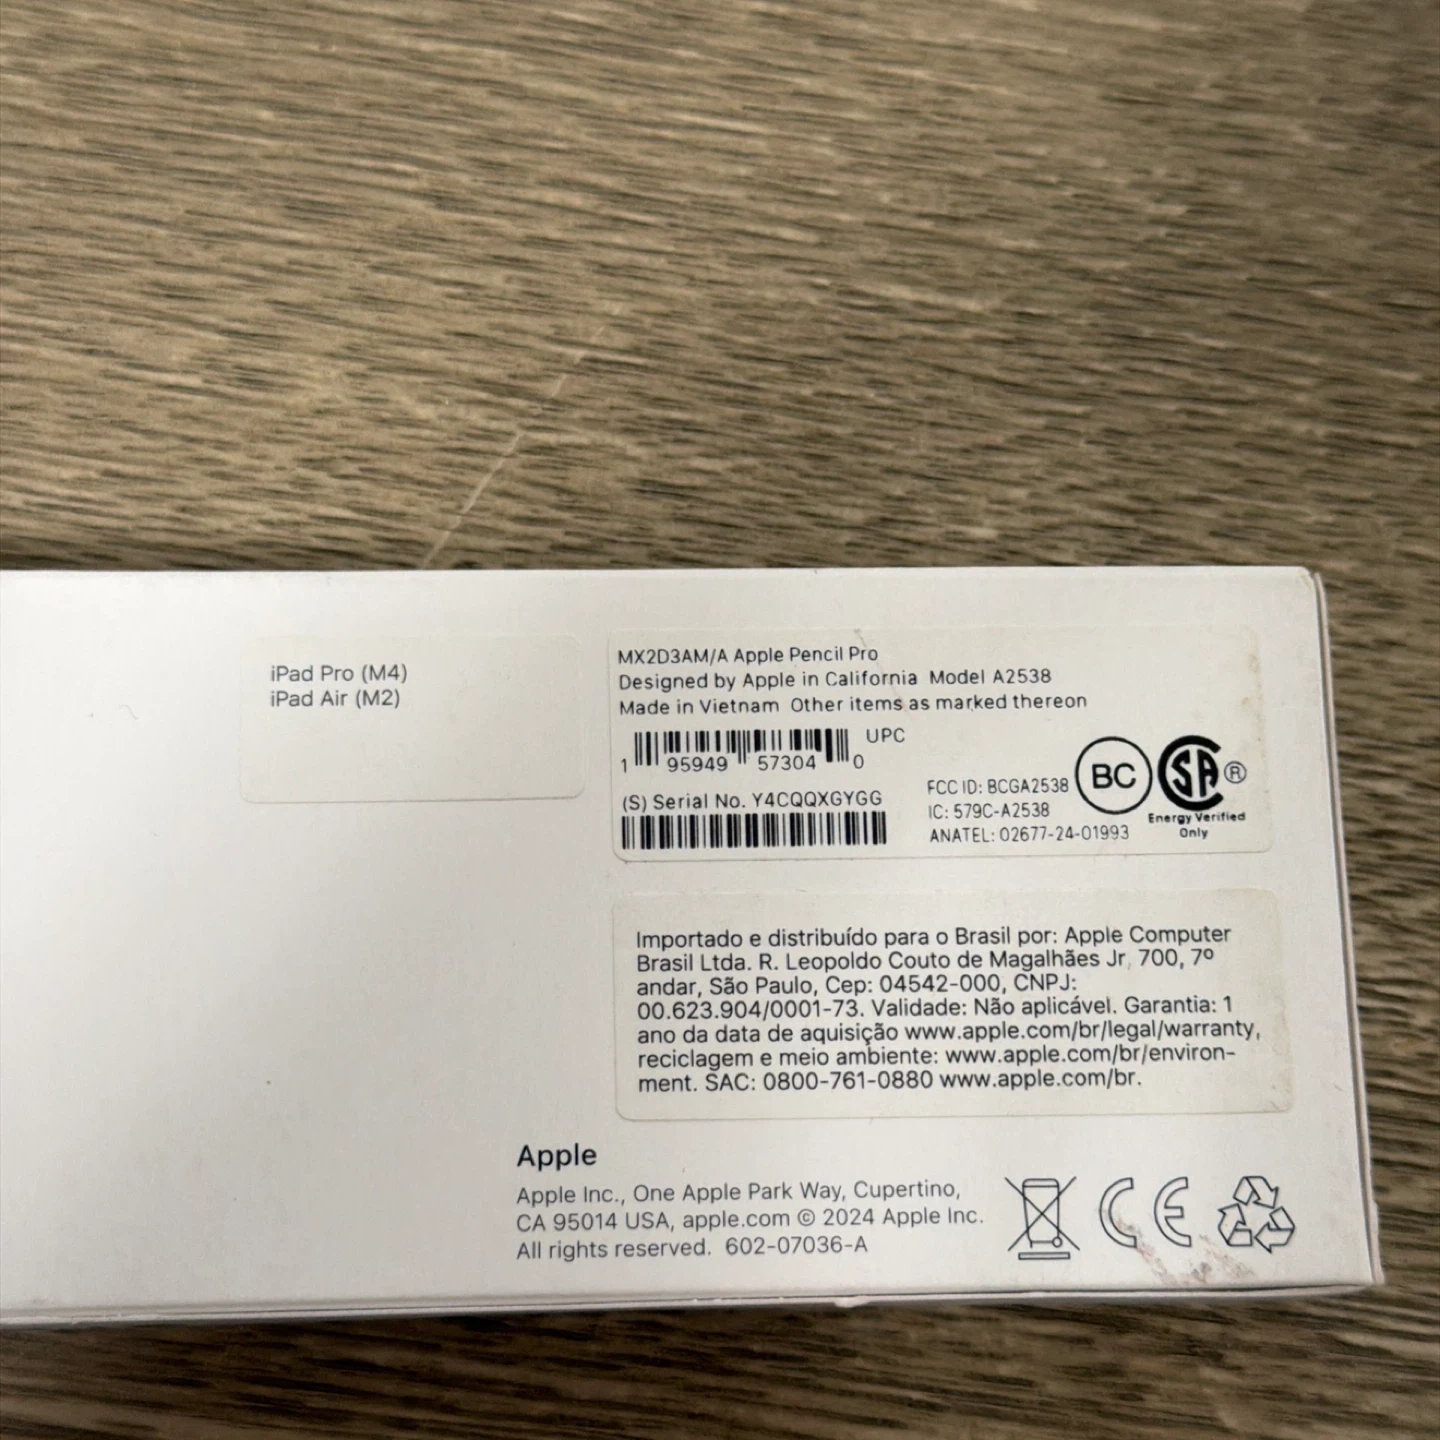 iPad Pro (M4)
iPad Air (M2)
MX2D3AM/A Apple Pencil Pro
Designed by Apple in California Model A2538
Made in Vietnam Other items as marked thereon
UPC
1 95949 57304 0
(S) Serial No. Y4CQQXGYGG
FCC ID: BCGA2538
IC: 579C-A2538
ANATEL: 02677-24-01993
BC
SA ®
Energy Verified
Only
Importado e distribuído para o Brasil por: Apple Computer
Brasil Ltda. R. Leopoldo Couto de Magalhães Jr, 700, 7º
andar, São Paulo, Cep: 04542-000, CNPJ:
00.623.904/0001-73. Validade: Não aplicável. Garantia: 1
ano da data de aquisição www.apple.com/br/legal/warranty,
reciclagem e meio ambiente: www.apple.com/br/environ-
ment. SAC: 0800-761-0880 www.apple.com/br.
Apple
Apple Inc., One Apple Park Way, Cupertino,
CA 95014 USA, apple.com © 2024 Apple Inc.
All rights reserved. 602-07036-A
CE